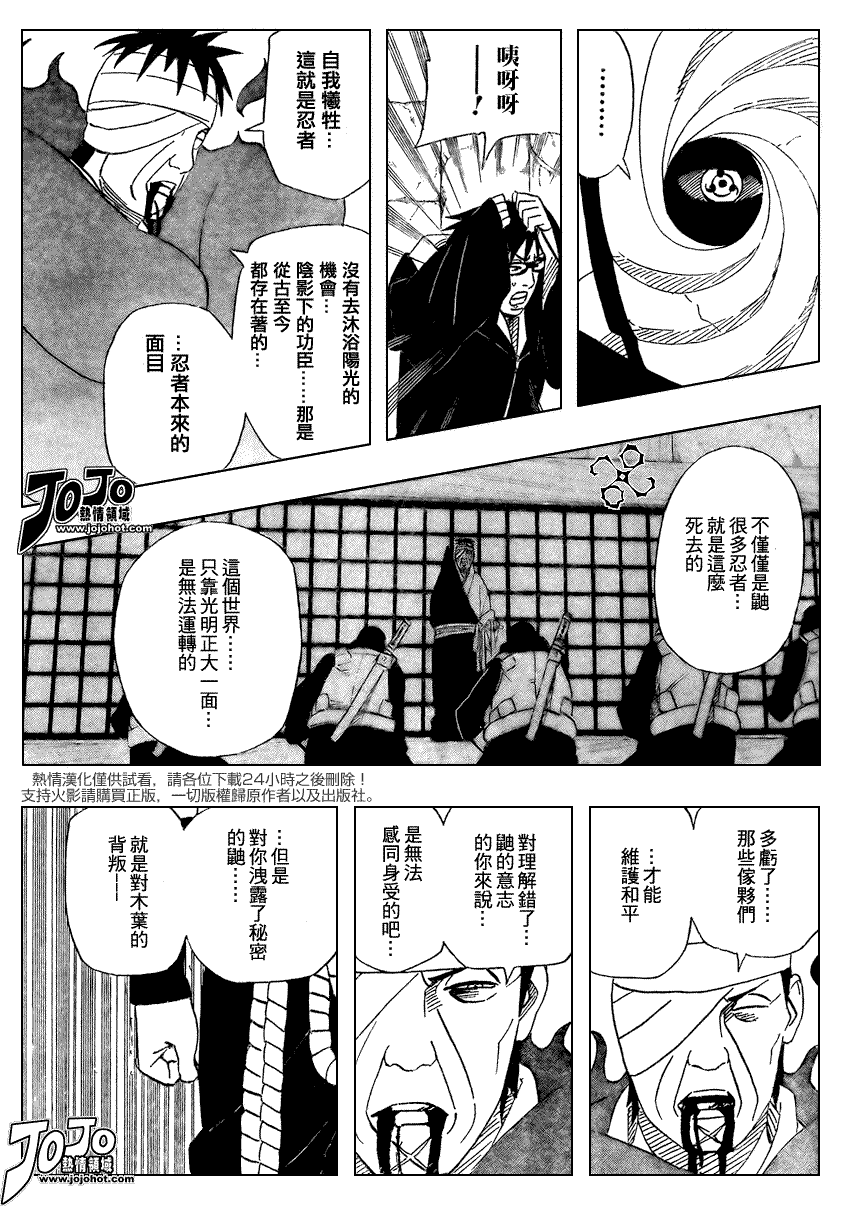 …………
咦呀呀
——！
自我犧牲…
這就是忍者
沒有去沐浴陽光的
機會…
陰影下的功臣……那是
從古至今
都存在著的…
…忍者本來的
面目
不僅僅是鼬
很多忍者…
就是這麼
死去的
這個世界……
只靠光明正大一面…
是無法運轉的
JOJO
熱情領域
www.jojohot.com
熱情漢化僅供試看，請各位下載24小時之後刪除！
支持火影請購買正版，一切版權歸原作者以及出版社。
多虧了……
那些傢夥們
…才能
維護和平
對理解錯了…
鼬的意志
的你來說…
是無法
感同身受的吧…
…但是
對你洩露了秘密
的鼬……
就是對木葉的
背叛——
JOJO
熱情領域
www.jojohot.com